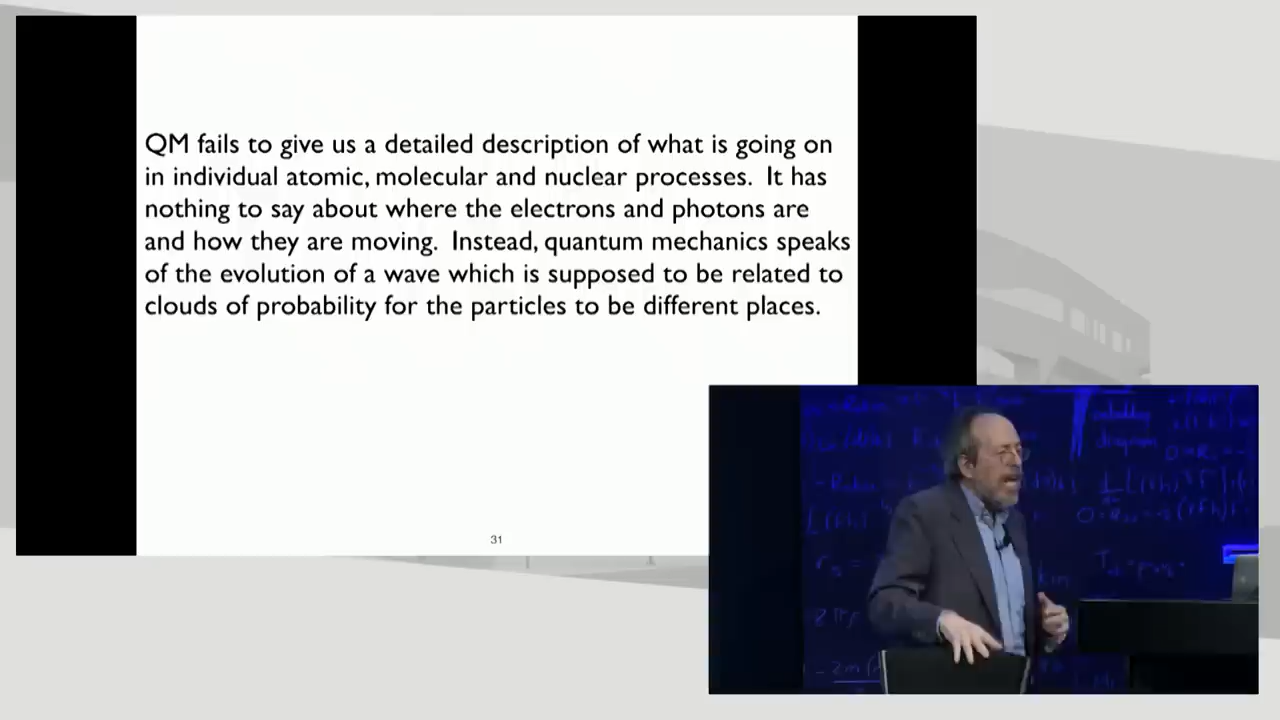 QM fails to give us a detailed description of what is going on
in individual atomic, molecular and nuclear processes.  It has
nothing to say about where the electrons and photons are
and how they are moving.  Instead, quantum mechanics speaks
of the evolution of a wave which is supposed to be related to
clouds of probability for the particles to be different places.
31
diagram